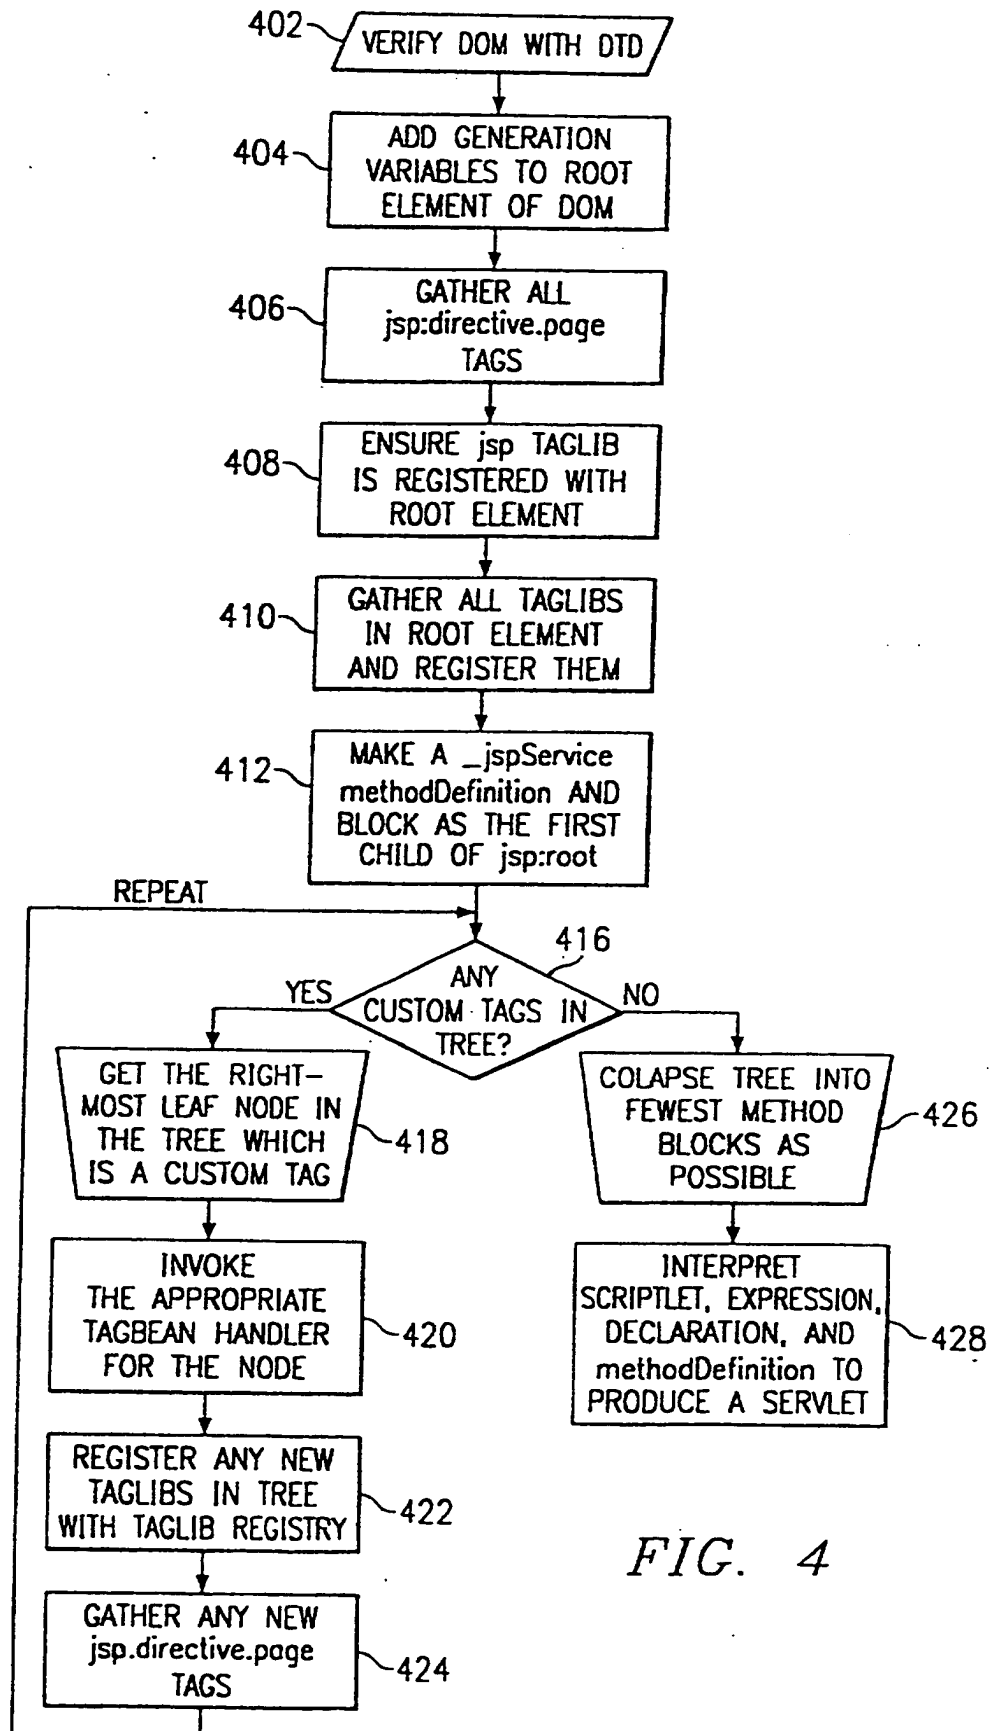 402
VERIFY DOM WITH DTD
404
ADD GENERATION
VARIABLES TO ROOT
ELEMENT OF DOM
406
GATHER ALL
jsp:directive.page
TAGS
408
ENSURE jsp TAGLIB
IS REGISTERED WITH
ROOT ELEMENT
410
GATHER ALL TAGLIBS
IN ROOT ELEMENT
AND REGISTER THEM
412
MAKE A _jspService
methodDefinition AND
BLOCK AS THE FIRST
CHILD OF jsp:root
REPEAT
416
ANY
CUSTOM TAGS IN
TREE?
YES
NO
GET THE RIGHT-
MOST LEAF NODE IN
THE TREE WHICH
IS A CUSTOM TAG
418
COLAPSE TREE INTO
FEWEST METHOD
BLOCKS AS
POSSIBLE
426
INVOKE
THE APPROPRIATE
TAGBEAN HANDLER
FOR THE NODE
420
INTERPRET
SCRIPTLET, EXPRESSION,
DECLARATION, AND
methodDefinition TO
PRODUCE A SERVLET
428
REGISTER ANY NEW
TAGLIBS IN TREE
WITH TAGLIB REGISTRY
422
GATHER ANY NEW
jsp.directive.page
TAGS
424
FIG. 4